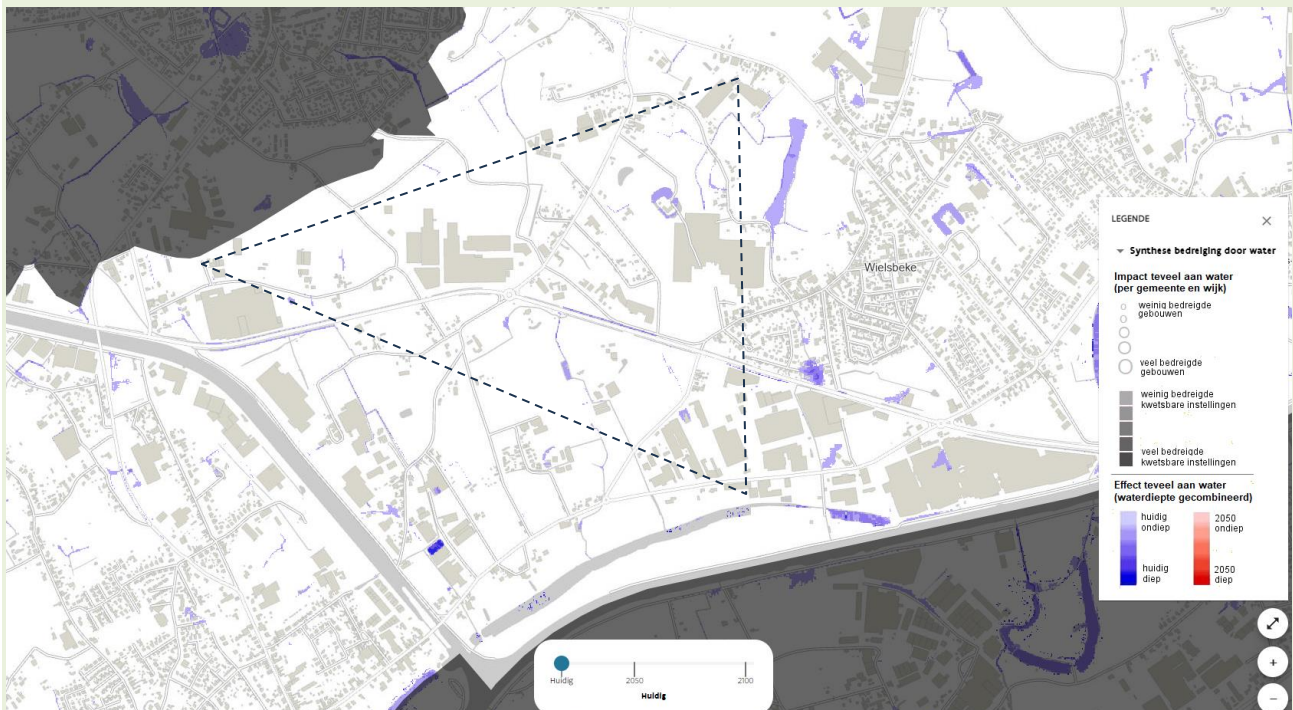 Wielsbeke
LEGENDE
Synthese bedreiging door water
Impact teveel aan water
(per gemeente en wijk)
weinig bedreigde
gebouwen
veel bedreigde
gebouwen
weinig bedreigde
kwetsbare instellingen
veel bedreigde
kwetsbare instellingen
Effect teveel aan water
(waterdiepte gecombineerd)
huidig
ondiep
2050
ondiep
huidig
diep
2050
diep
Huidig
2050
2100
Huidig